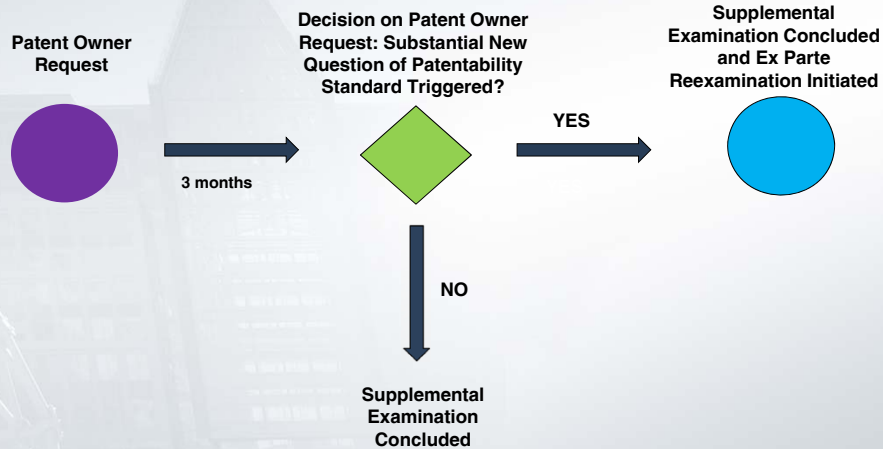 Patent Owner
Request
3 months
Decision on Patent Owner
Request: Substantial New
Question of Patentability
Standard Triggered?
YES
Supplemental
Examination Concluded
and Ex Parte
Reexamination Initiated
NO
Supplemental
Examination
Concluded